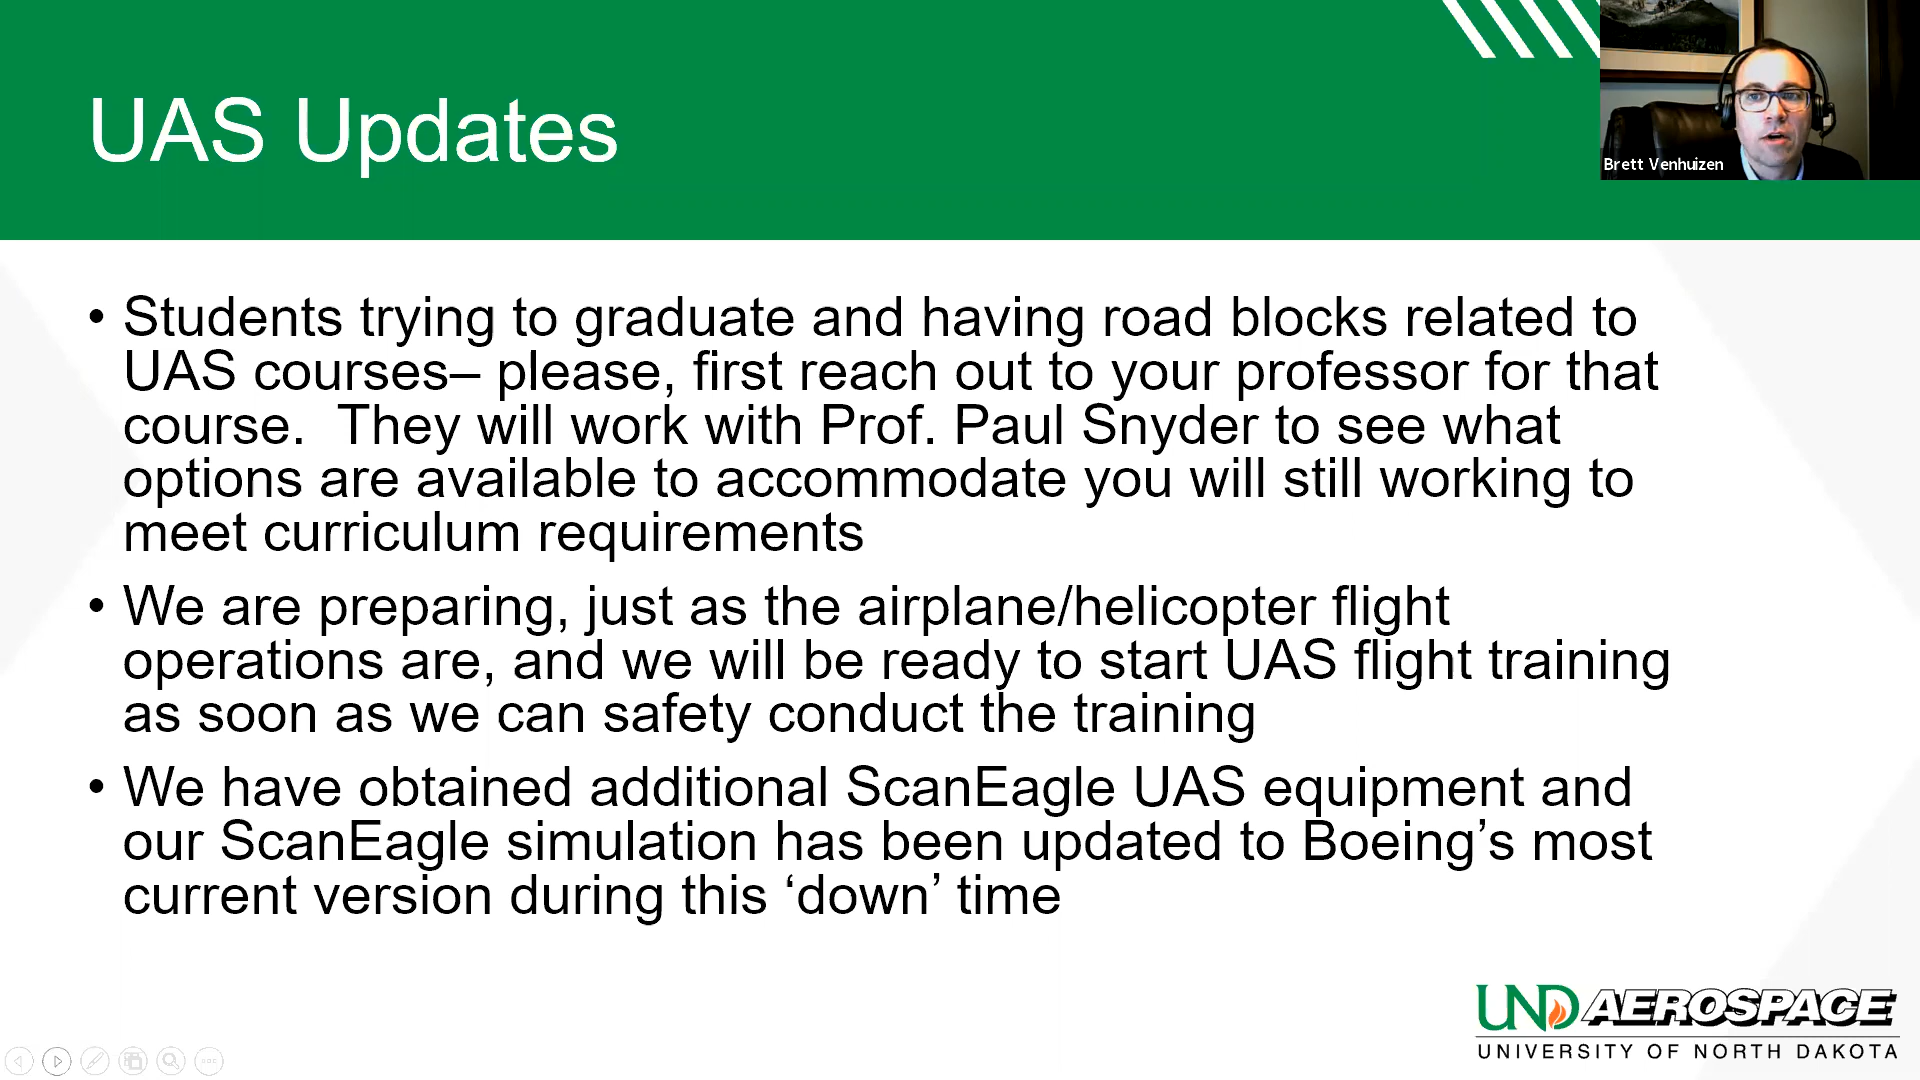 UAS Updates
Brett Venhuizen
• Students trying to graduate and having road blocks related to
UAS courses– please, first reach out to your professor for that
course.  They will work with Prof. Paul Snyder to see what
options are available to accommodate you will still working to
meet curriculum requirements
• We are preparing, just as the airplane/helicopter flight
operations are, and we will be ready to start UAS flight training
as soon as we can safety conduct the training
• We have obtained additional ScanEagle UAS equipment and
our ScanEagle simulation has been updated to Boeing’s most
current version during this ‘down’ time
UND AEROSPACE
UNIVERSITY OF NORTH DAKOTA